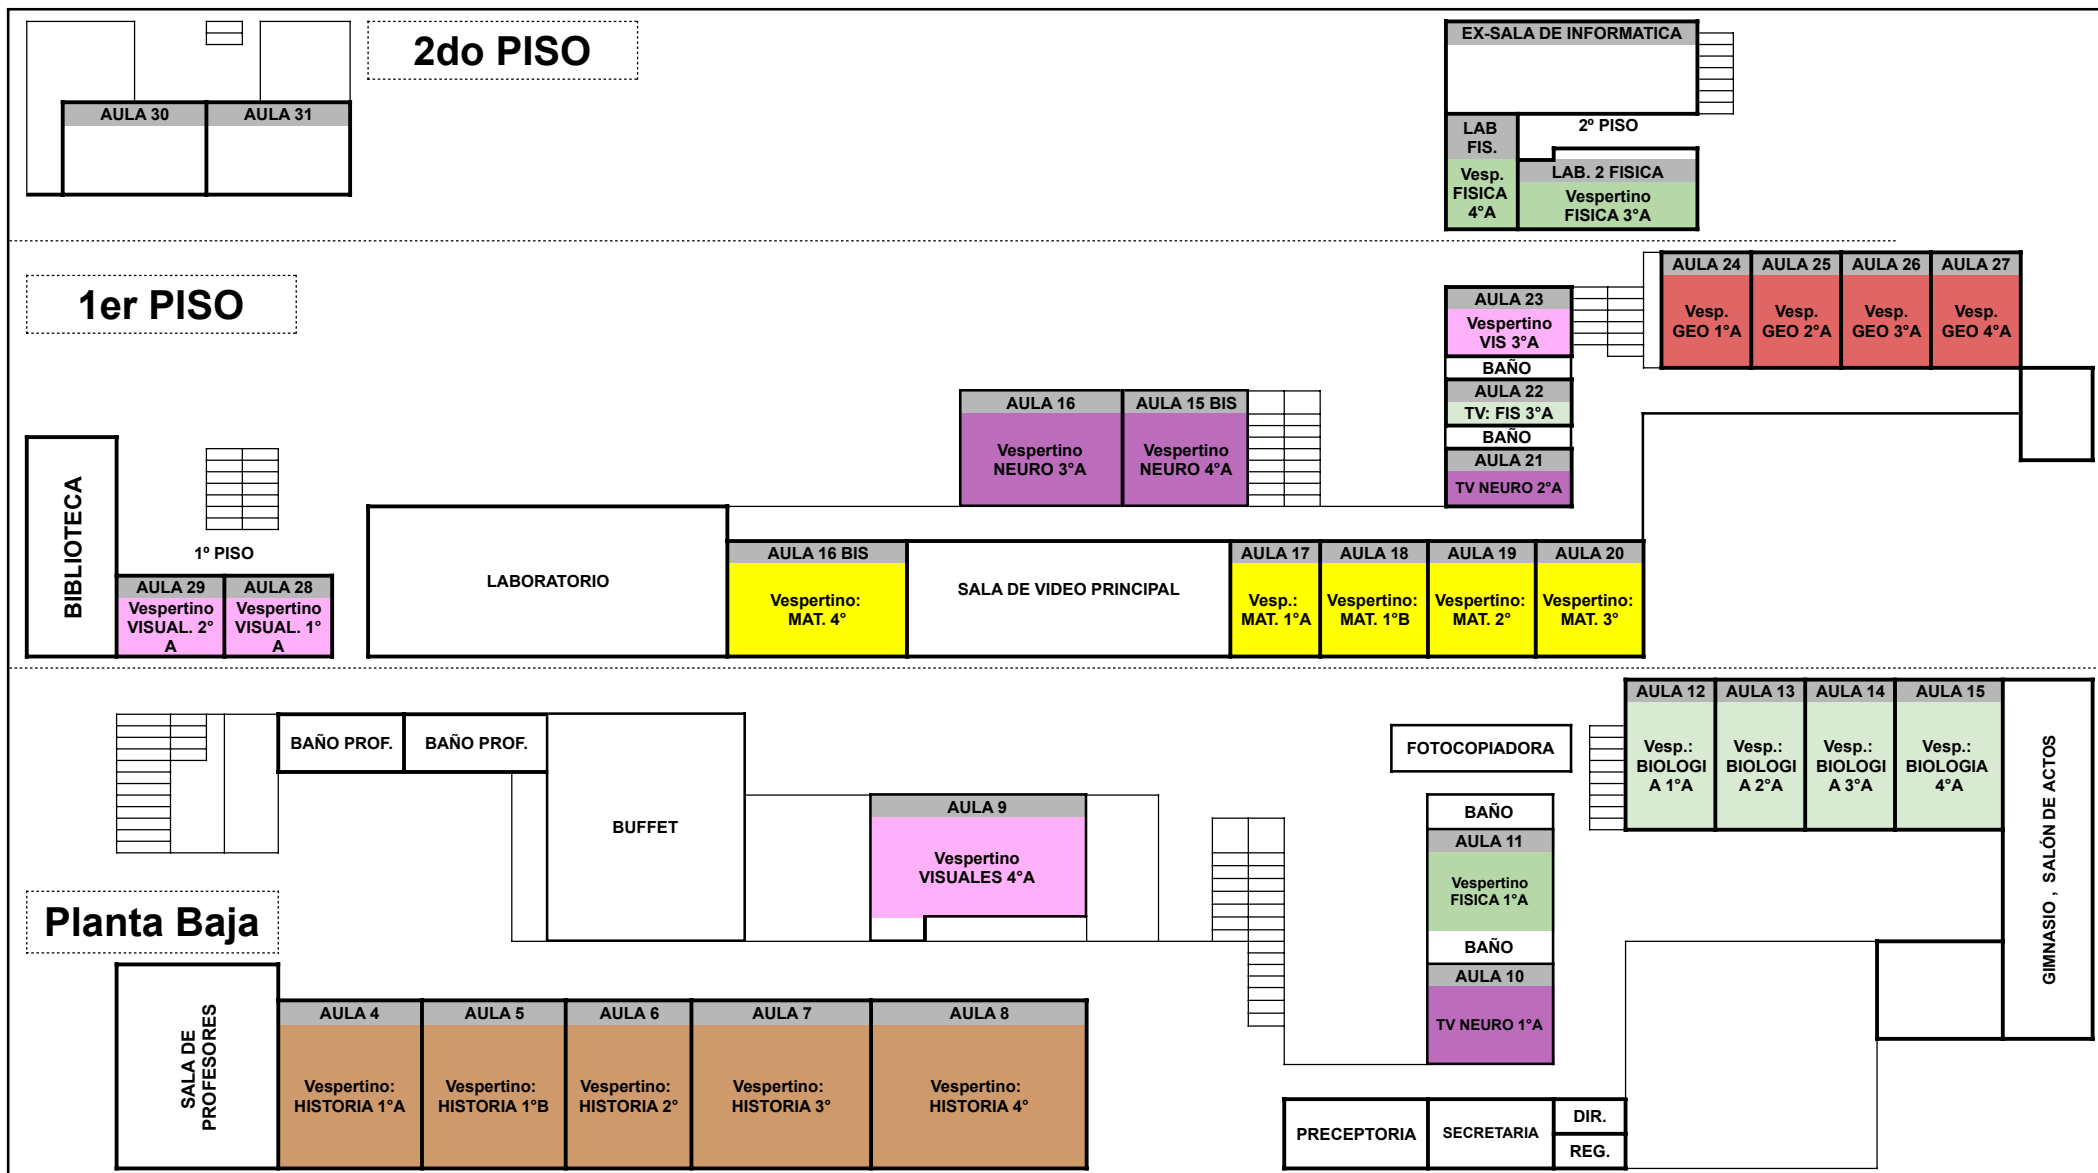 2do PISO
EX-SALA DE INFORMATICA
AULA 30
AULA 31
LAB
FIS.
2º PISO
Vesp.
FISICA
4°A
LAB. 2 FISICA
Vespertino
FISICA 3°A
1er PISO
AULA 24
AULA 25
AULA 26
AULA 27
Vesp.
GEO 1°A
Vesp.
GEO 2°A
Vesp.
GEO 3°A
Vesp.
GEO 4°A
AULA 23
Vespertino
VIS 3°A
BAÑO
AULA 22
TV: FIS 3°A
BAÑO
AULA 21
TV NEURO 2°A
AULA 16
Vespertino
NEURO 3°A
AULA 15 BIS
Vespertino
NEURO 4°A
BIBLIOTECA
1º PISO
AULA 29
Vespertino
VISUAL. 2°
A
AULA 28
Vespertino
VISUAL. 1°
A
LABORATORIO
AULA 16 BIS
Vespertino:
MAT. 4°
SALA DE VIDEO PRINCIPAL
AULA 17
Vesp.:
MAT. 1°A
AULA 18
Vespertino:
MAT. 1°B
AULA 19
Vespertino:
MAT. 2°
AULA 20
Vespertino:
MAT. 3°
AULA 12
Vesp.:
BIOLOGI
A 1°A
AULA 13
Vesp.:
BIOLOGI
A 2°A
AULA 14
Vesp.:
BIOLOGI
A 3°A
AULA 15
Vesp.:
BIOLOGIA
4°A
GIMNASIO , SALÓN DE ACTOS
BAÑO PROF.
BAÑO PROF.
BUFFET
FOTOCOPIADORA
AULA 9
Vespertino
VISUALES 4°A
BAÑO
AULA 11
Vespertino
FISICA 1°A
BAÑO
AULA 10
TV NEURO 1°A
Planta Baja
SALA DE
PROFESORES
AULA 4
Vespertino:
HISTORIA 1°A
AULA 5
Vespertino:
HISTORIA 1°B
AULA 6
Vespertino:
HISTORIA 2°
AULA 7
Vespertino:
HISTORIA 3°
AULA 8
Vespertino:
HISTORIA 4°
PRECEPTORIA
SECRETARIA
DIR.
REG.